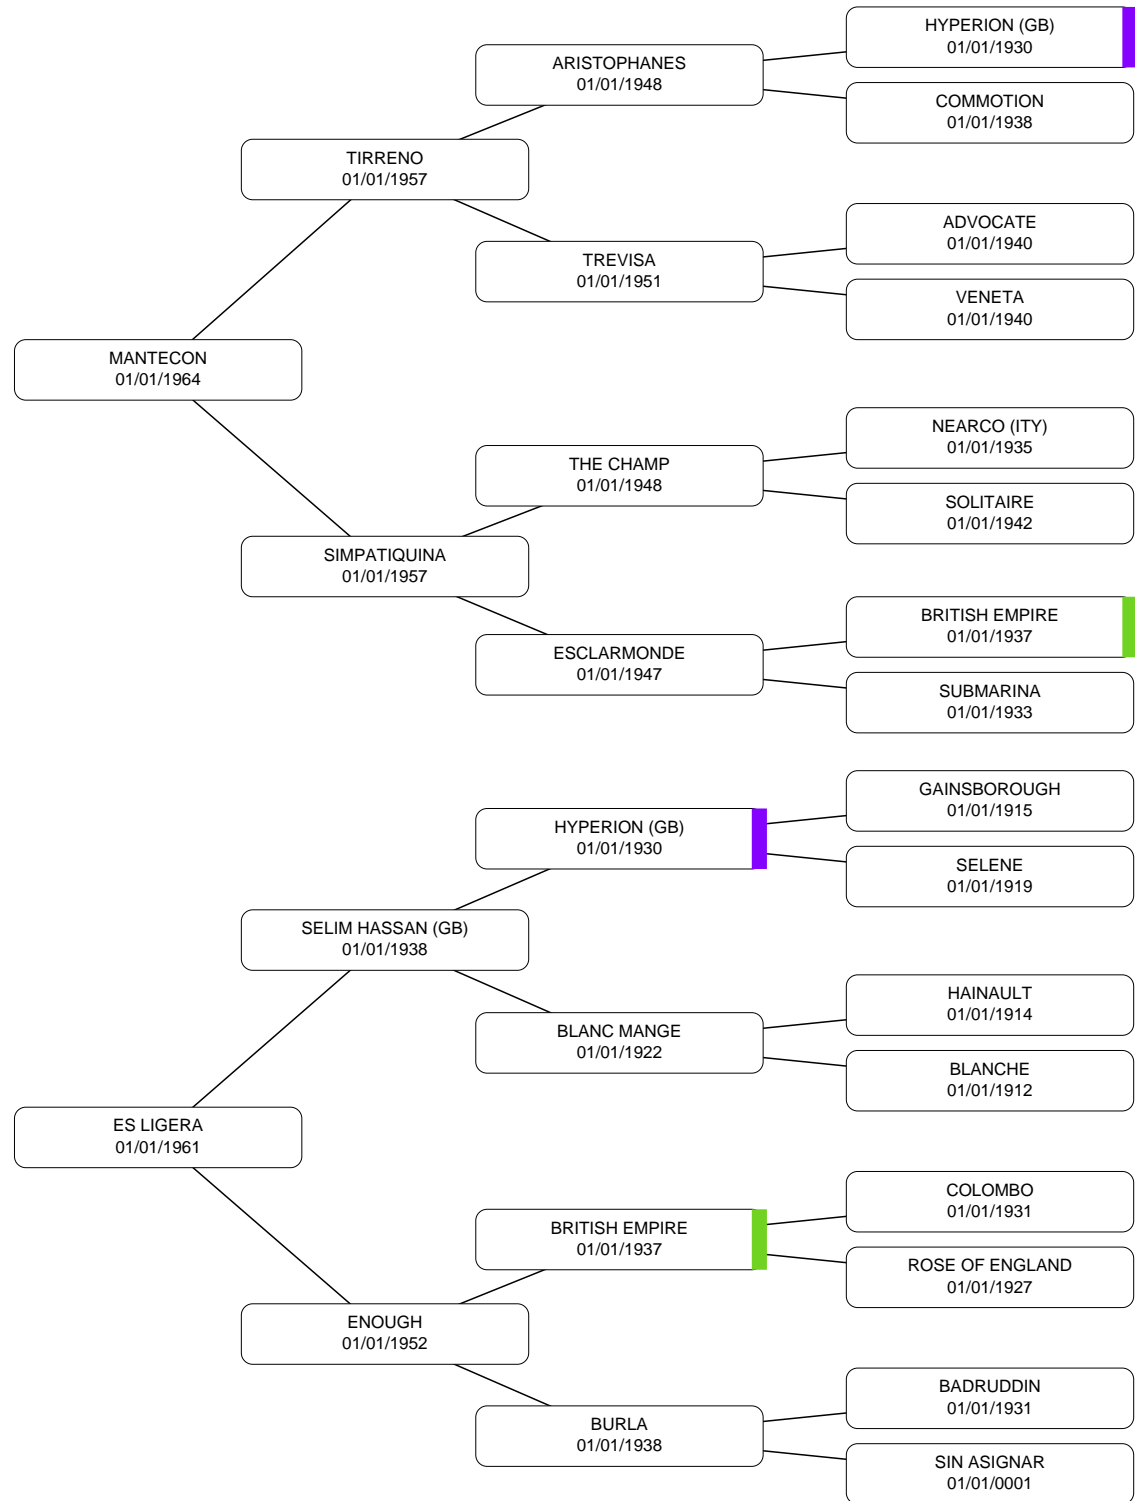 HYPERION (GB)
01/01/1930
ARISTOPHANES
01/01/1948
COMMOTION
01/01/1938
TIRRENO
01/01/1957
ADVOCATE
01/01/1940
TREVISA
01/01/1951
VENETA
01/01/1940
MANTECON
01/01/1964
NEARCO (ITY)
01/01/1935
THE CHAMP
01/01/1948
SOLITAIRE
01/01/1942
SIMPATIQUINA
01/01/1957
BRITISH EMPIRE
01/01/1937
ESCLARMONDE
01/01/1947
SUBMARINA
01/01/1933
GAINSBOROUGH
01/01/1915
HYPERION (GB)
01/01/1930
SELENE
01/01/1919
SELIM HASSAN (GB)
01/01/1938
HAINAULT
01/01/1914
BLANC MANGE
01/01/1922
BLANCHE
01/01/1912
ES LIGERA
01/01/1961
COLOMBO
01/01/1931
BRITISH EMPIRE
01/01/1937
ROSE OF ENGLAND
01/01/1927
ENOUGH
01/01/1952
BADRUDDIN
01/01/1931
BURLA
01/01/1938
SIN ASIGNAR
01/01/0001